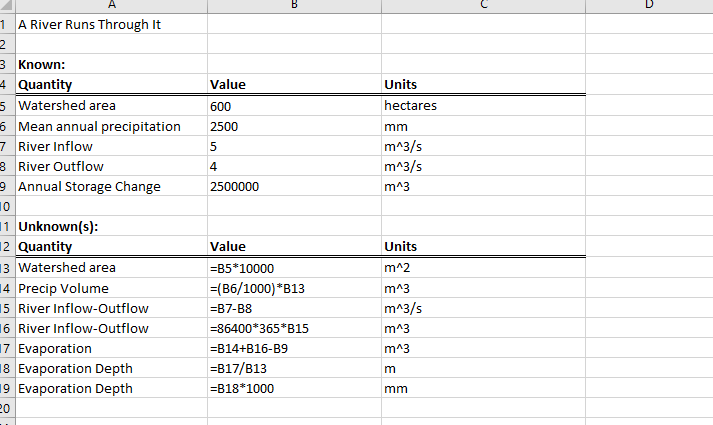 A B C D
1 A River Runs Through It
2
3 Known:
4 Quantity Value Units
5 Watershed area 600 hectares
6 Mean annual precipitation 2500 mm
7 River Inflow 5 m^3/s
8 River Outflow 4 m^3/s
9 Annual Storage Change 2500000 m^3
10
11 Unknown(s):
12 Quantity Value Units
13 Watershed area =B5*10000 m^2
14 Precip Volume =(B6/1000)*B13 m^3
15 River Inflow-Outflow =B7-B8 m^3/s
16 River Inflow-Outflow =86400*365*B15 m^3
17 Evaporation =B14+B16-B9 m^3
18 Evaporation Depth =B17/B13 m
19 Evaporation Depth =B18*1000 mm
20